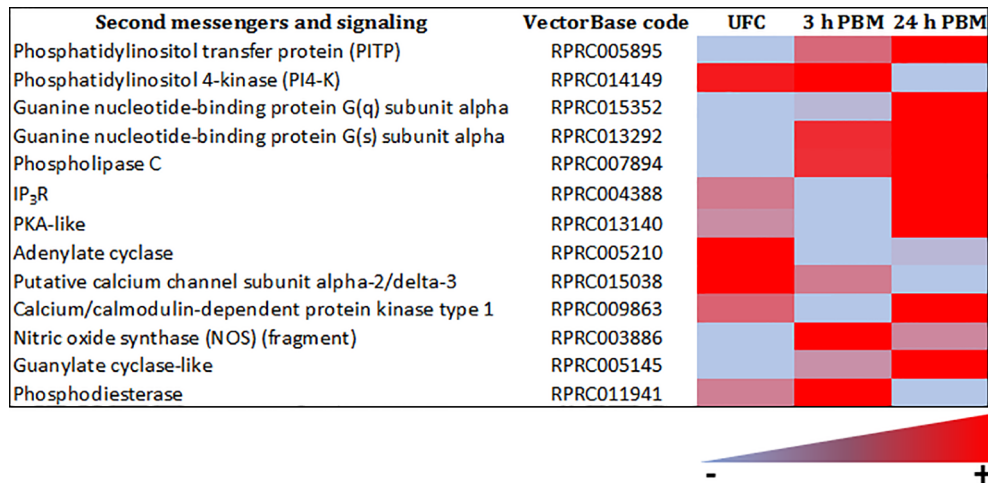 Second messengers and signaling VectorBase code UFC 3 h PBM 24 h PBM
Phosphatidylinositol transfer protein (PITP) RPRC005895
Phosphatidylinositol 4-kinase (PI4-K) RPRC014149
Guanine nucleotide-binding protein G(q) subunit alpha RPRC015352
Guanine nucleotide-binding protein G(s) subunit alpha RPRC013292
Phospholipase C RPRC007894
IP₃R RPRC004388
PKA-like RPRC013140
Adenylate cyclase RPRC005210
Putative calcium channel subunit alpha-2/delta-3 RPRC015038
Calcium/calmodulin-dependent protein kinase type 1 RPRC009863
Nitric oxide synthase (NOS) (fragment) RPRC003886
Guanylate cyclase-like RPRC005145
Phosphodiesterase RPRC011941
- +